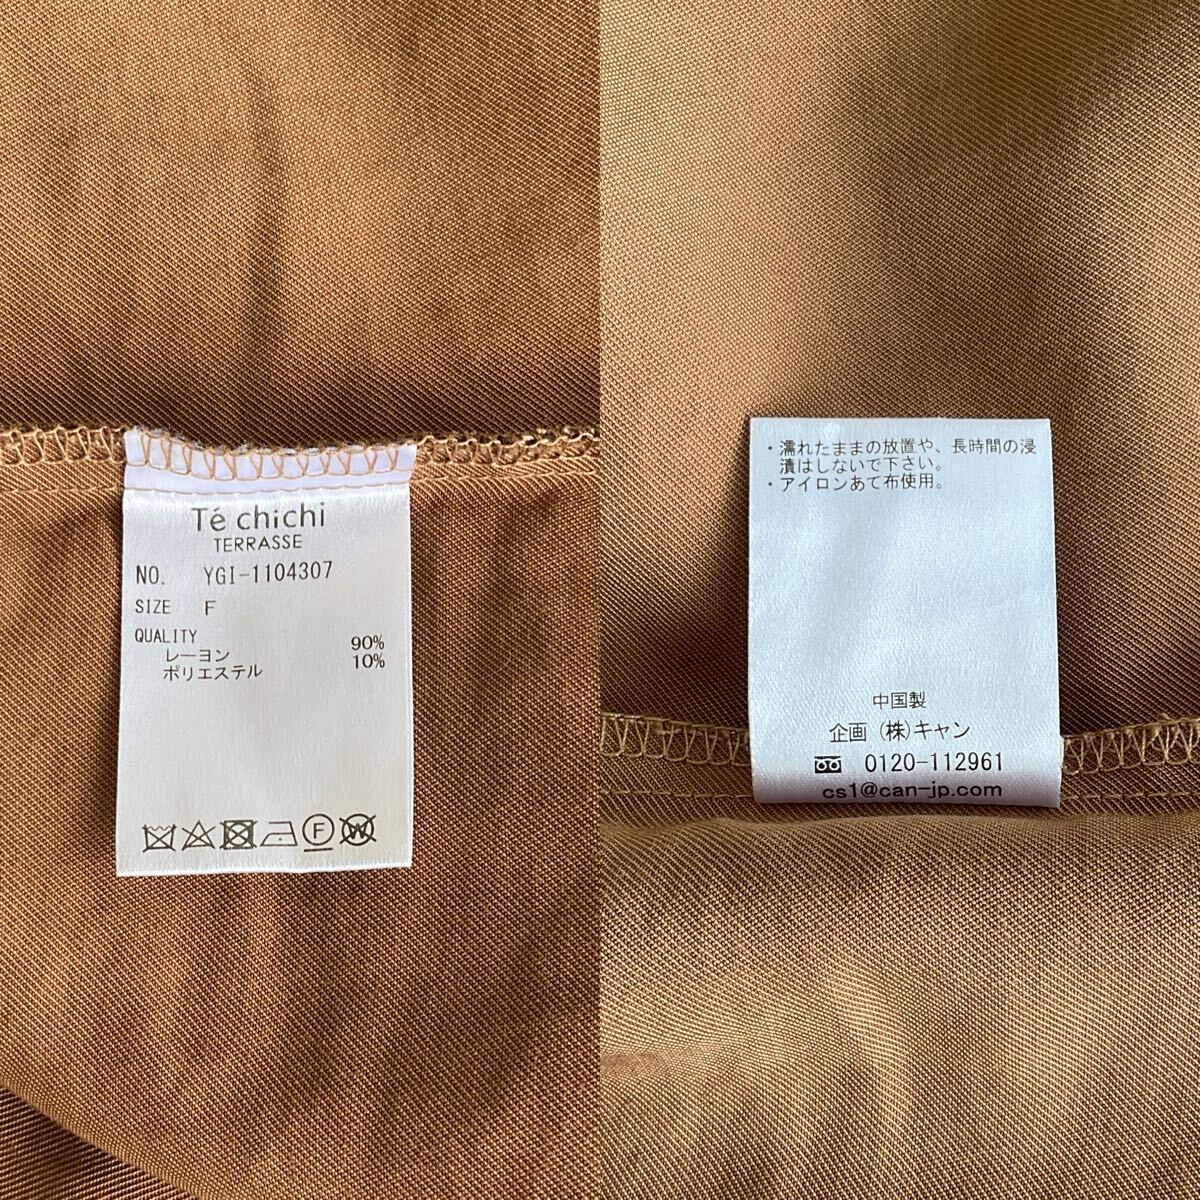 Té chichi
TERRASSE
NO. YGI-1104307
SIZE F
QUALITY
レーヨン 90%
ポリエステル 10%
F
W
・濡れたままの放置や、長時間の浸
漬はしないで下さい。
・アイロンあて布使用。
中国製
企画 (株)キャン
0120-112961
cs1@can-jp.com